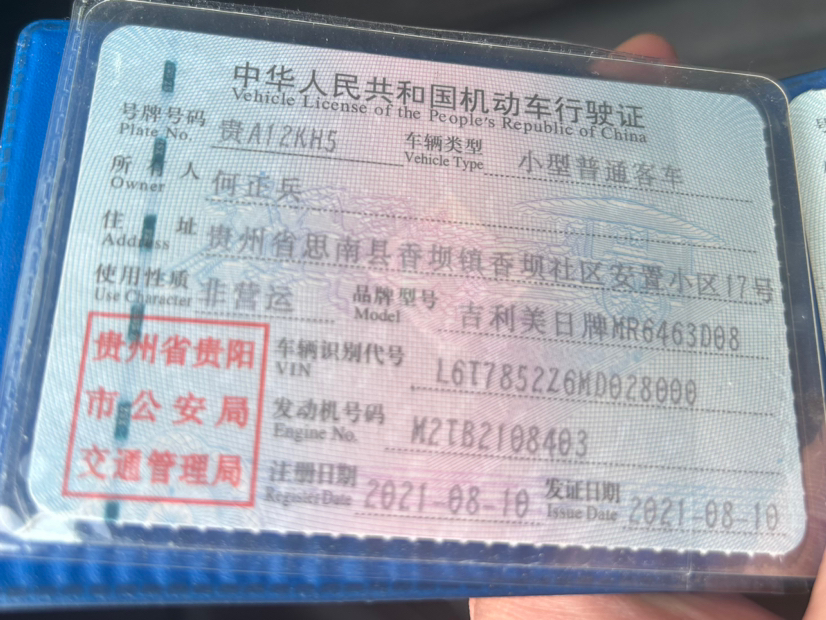 中华人民共和国机动车行驶证
Vehicle License of the People's Republic of China
号牌号码 贵A12KH5 车辆类型 小型普通客车
Plate No. Vehicle Type
所有人 何正兵
Owner
住址 贵州省思南县香坝镇香坝社区安置小区17号
Address
使用性质 非营运 品牌型号 吉利美日牌MR6463D08
Use Character Model
贵州省贵阳
市公安局
交通管理局
车辆识别代号 L6T7852Z6MD028000
VIN
发动机号码 M2TB2108403
Engine No.
注册日期 2021-08-10 发证日期 2021-08-10
Register Date Issue Date